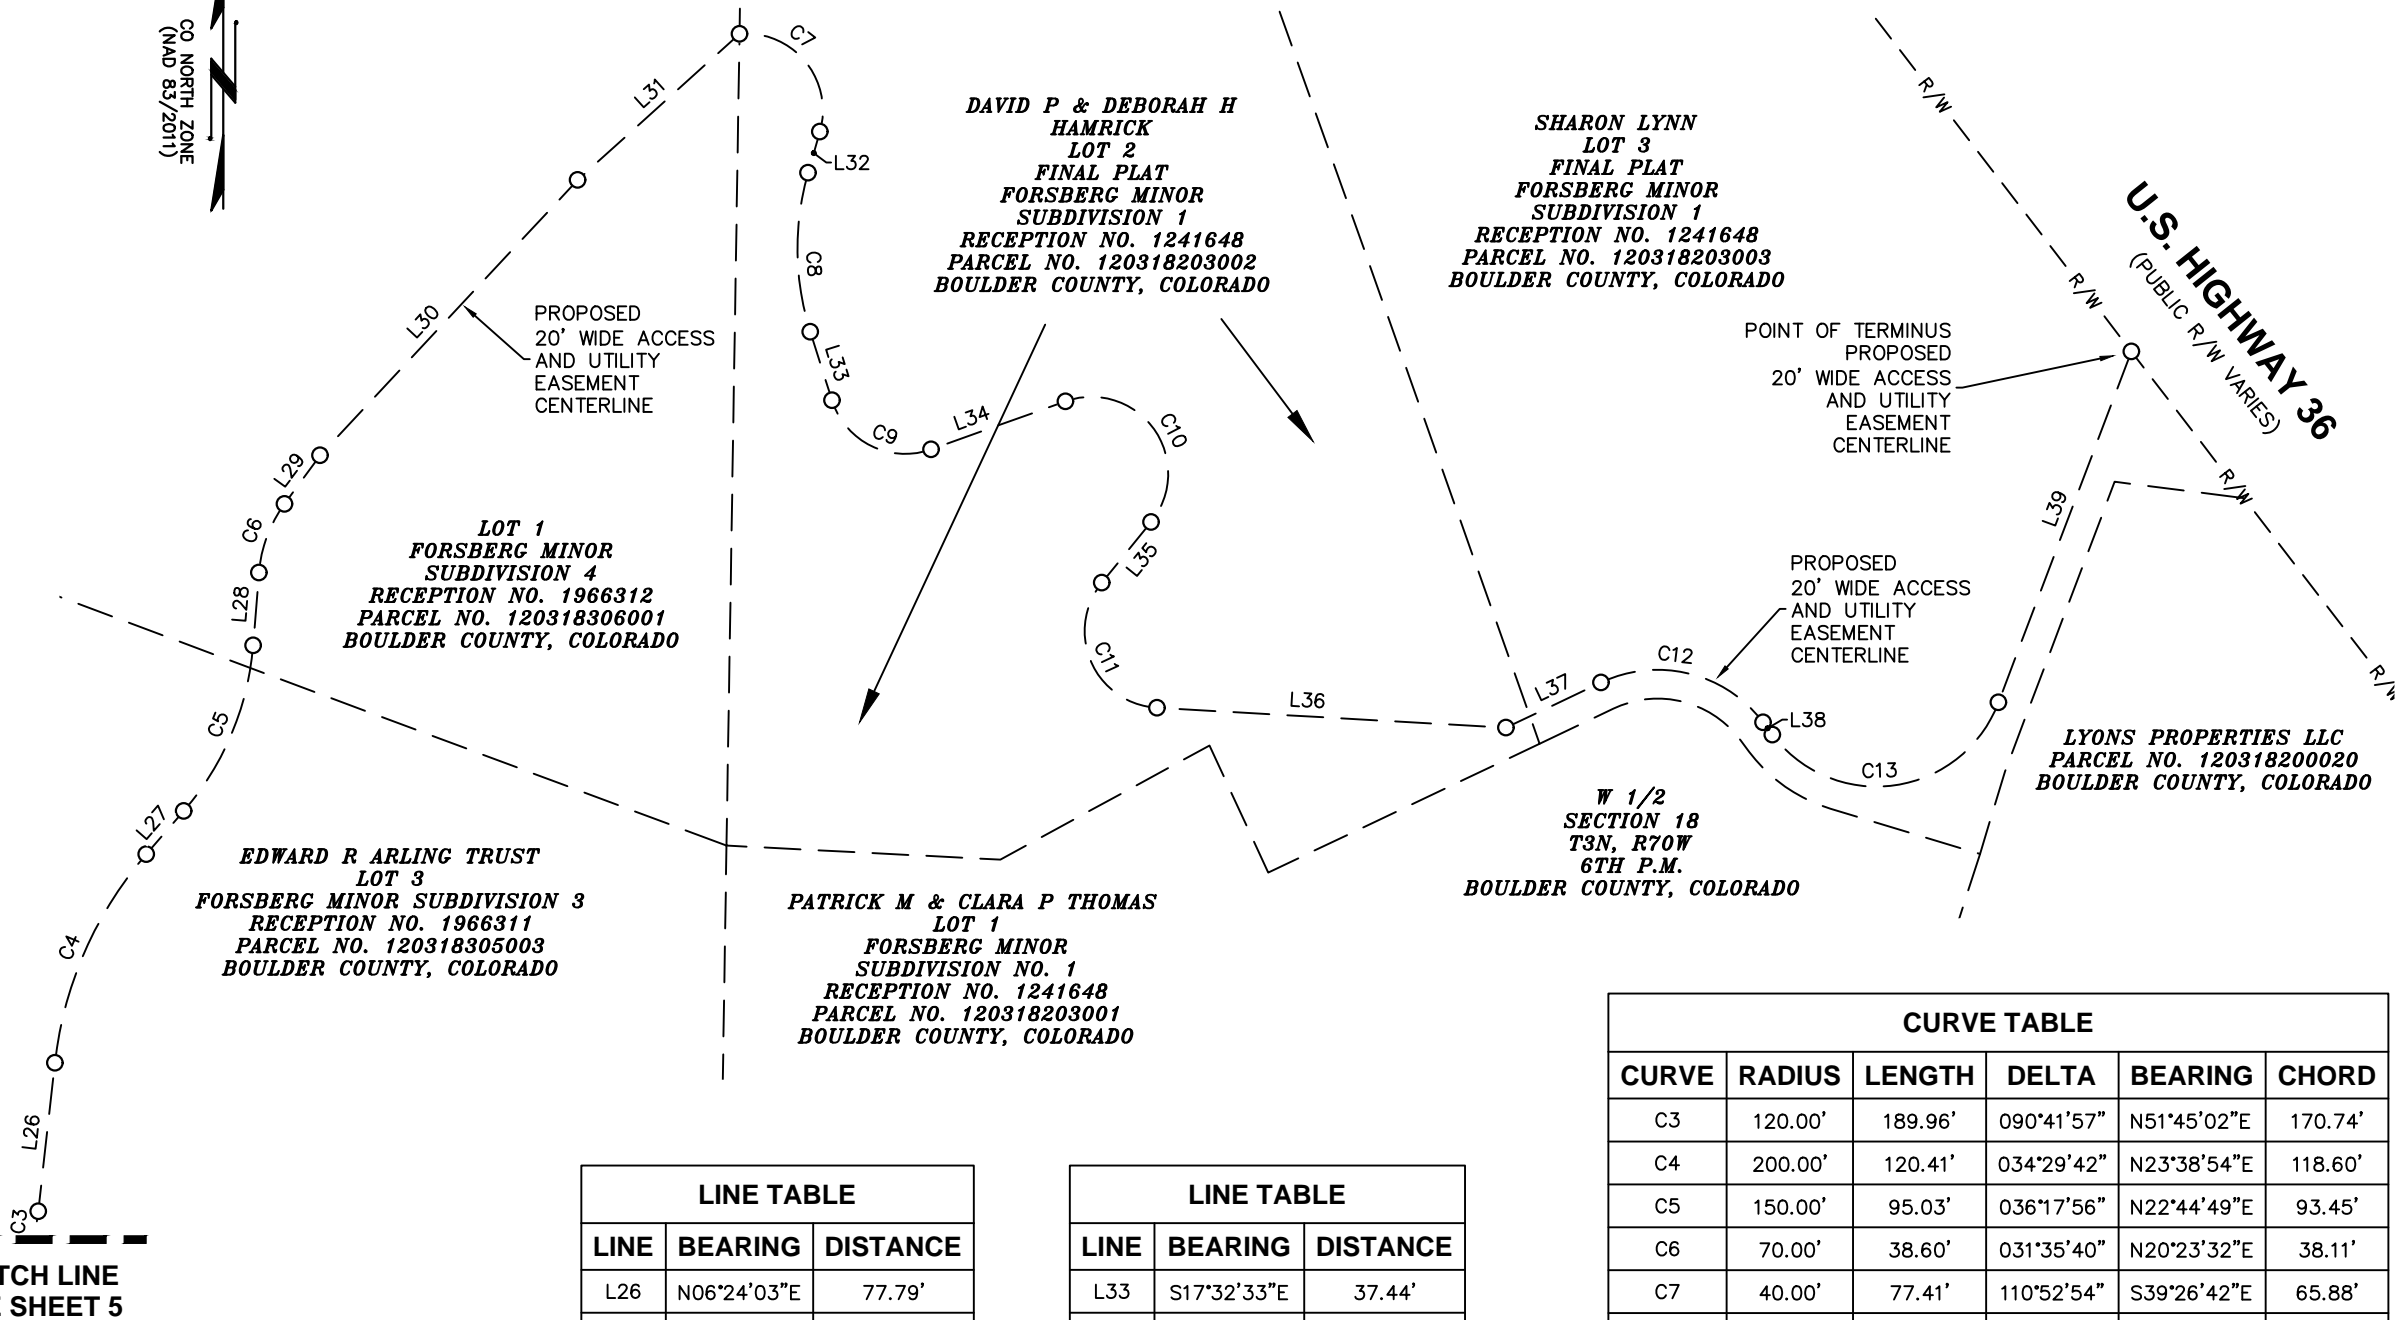 CO NORTH ZONE
(NAD 83/2011)
L31
C7
L32
DAVID P & DEBORAH H
HAMRICK
LOT 2
FINAL PLAT
FORSBERG MINOR
SUBDIVISION 1
RECEPTION NO. 1241648
PARCEL NO. 120318203002
BOULDER COUNTY, COLORADO
SHARON LYNN
LOT 3
FINAL PLAT
FORSBERG MINOR
SUBDIVISION 1
RECEPTION NO. 1241648
PARCEL NO. 120318203003
BOULDER COUNTY, COLORADO
R/W
R/W
R/W
R/W
U.S. HIGHWAY 36
(PUBLIC R/W VARIES)
C8
L30
PROPOSED
20' WIDE ACCESS
AND UTILITY
EASEMENT
CENTERLINE
L33
C9
L34
C10
POINT OF TERMINUS
PROPOSED
20' WIDE ACCESS
AND UTILITY
EASEMENT
CENTERLINE
L29
C6
L28
LOT 1
FORSBERG MINOR
SUBDIVISION 4
RECEPTION NO. 1966312
PARCEL NO. 120318306001
BOULDER COUNTY, COLORADO
L35
C11
L36
L37
C12
L38
C13
L39
PROPOSED
20' WIDE ACCESS
AND UTILITY
EASEMENT
CENTERLINE
LYONS PROPERTIES LLC
PARCEL NO. 120318200020
BOULDER COUNTY, COLORADO
W 1/2
SECTION 18
T3N, R70W
6TH P.M.
BOULDER COUNTY, COLORADO
C5
L27
C4
L26
C3
EDWARD R ARLING TRUST
LOT 3
FORSBERG MINOR SUBDIVISION 3
RECEPTION NO. 1966311
PARCEL NO. 120318305003
BOULDER COUNTY, COLORADO
PATRICK M & CLARA P THOMAS
LOT 1
FORSBERG MINOR
SUBDIVISION NO. 1
RECEPTION NO. 1241648
PARCEL NO. 120318203001
BOULDER COUNTY, COLORADO
TCH LINE
SHEET 5
LINE TABLE
LINE BEARING DISTANCE
L26 N06°24'03"E 77.79'
LINE TABLE
LINE BEARING DISTANCE
L33 S17°32'33"E 37.44'
CURVE TABLE
CURVE RADIUS LENGTH DELTA BEARING CHORD
C3 120.00' 189.96' 090°41'57" N51°45'02"E 170.74'
C4 200.00' 120.41' 034°29'42" N23°38'54"E 118.60'
C5 150.00' 95.03' 036°17'56" N22°44'49"E 93.45'
C6 70.00' 38.60' 031°35'40" N20°23'32"E 38.11'
C7 40.00' 77.41' 110°52'54" S39°26'42"E 65.88'